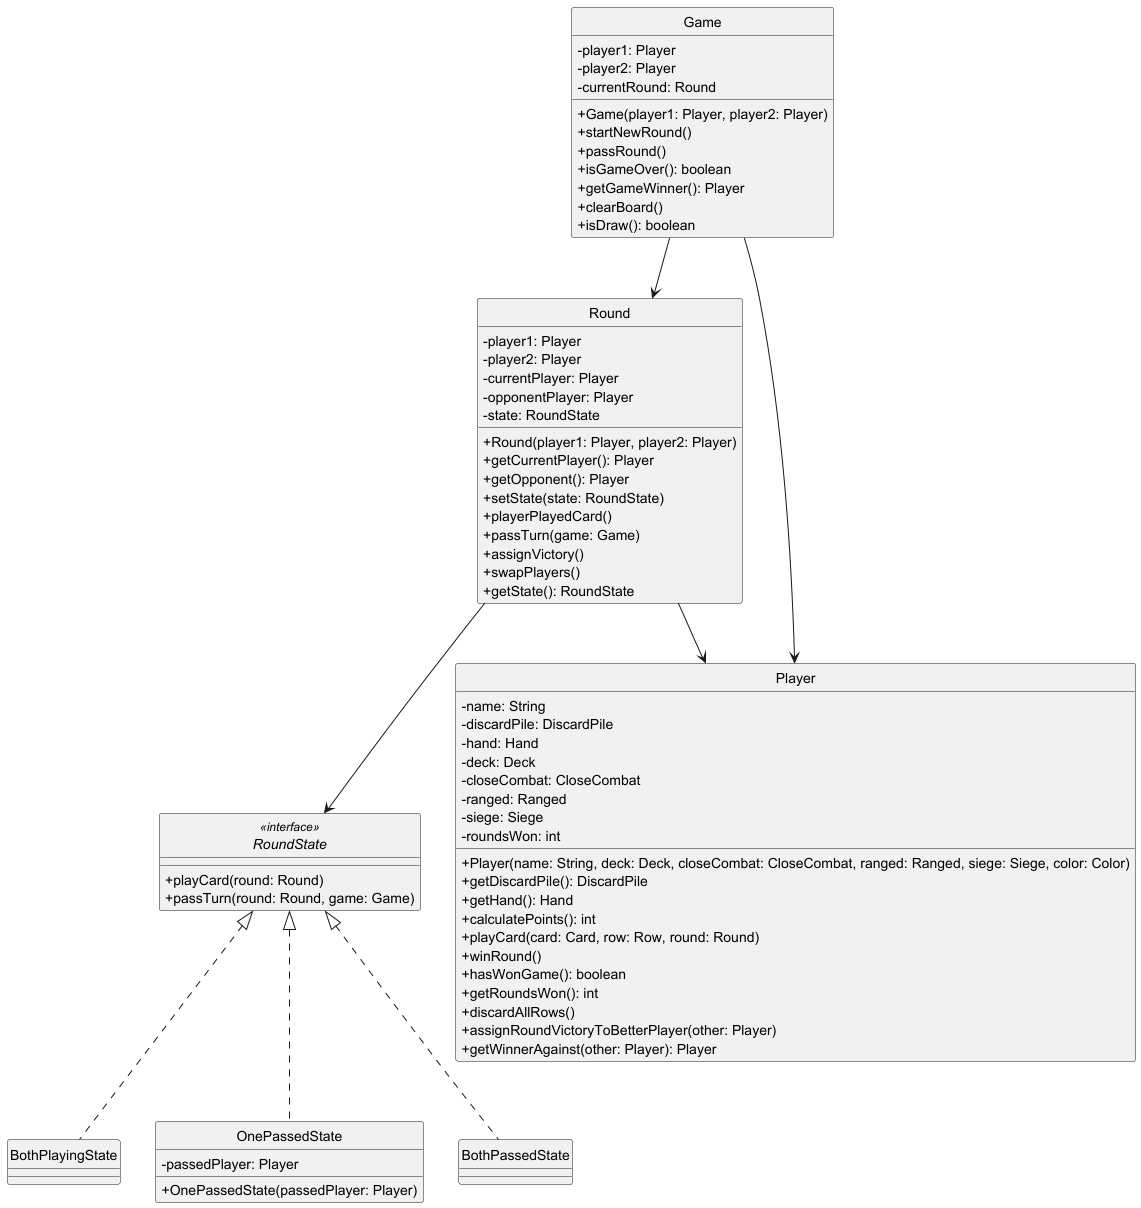 Game
-player1: Player
-player2: Player
-currentRound: Round
+Game(player1: Player, player2: Player)
+startNewRound()
+passRound()
+isGameOver(): boolean
+getGameWinner(): Player
+clearBoard()
+isDraw(): boolean
Round
-player1: Player
-player2: Player
-currentPlayer: Player
-opponentPlayer: Player
-state: RoundState
+Round(player1: Player, player2: Player)
+getCurrentPlayer(): Player
+getOpponent(): Player
+setState(state: RoundState)
+playerPlayedCard()
+passTurn(game: Game)
+assignVictory()
+swapPlayers()
+getState(): RoundState
Player
-name: String
-discardPile: DiscardPile
-hand: Hand
-deck: Deck
-closeCombat: CloseCombat
-ranged: Ranged
-siege: Siege
-roundsWon: int
+Player(name: String, deck: Deck, closeCombat: CloseCombat, ranged: Ranged, siege: Siege, color: Color)
+getDiscardPile(): DiscardPile
+getHand(): Hand
+calculatePoints(): int
+playCard(card: Card, row: Row, round: Round)
+winRound()
+hasWonGame(): boolean
+getRoundsWon(): int
+discardAllRows()
+assignRoundVictoryToBetterPlayer(other: Player)
+getWinnerAgainst(other: Player): Player
«interface»
RoundState
+playCard(round: Round)
+passTurn(round: Round, game: Game)
BothPlayingState
OnePassedState
-passedPlayer: Player
+OnePassedState(passedPlayer: Player)
BothPassedState